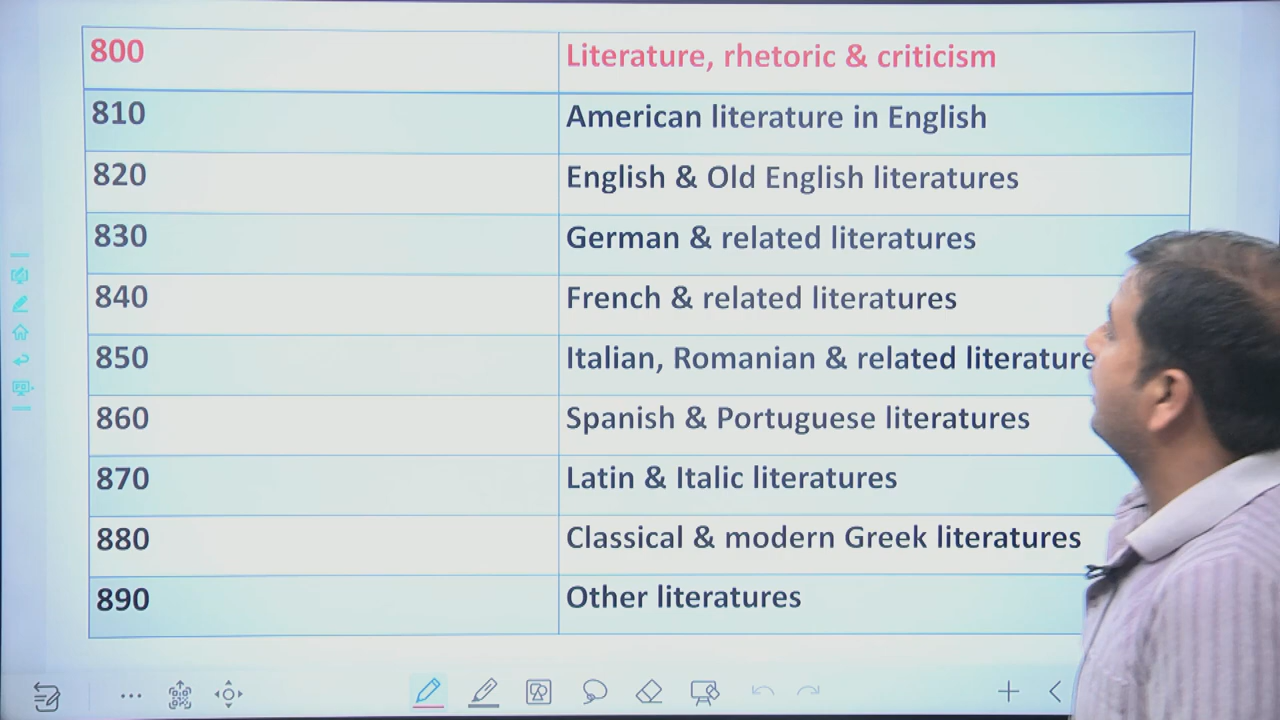 800 Literature, rhetoric & criticism
810 American literature in English
820 English & Old English literatures
830 German & related literatures
840 French & related literatures
850 Italian, Romanian & related literature
860 Spanish & Portuguese literatures
870 Latin & Italic literatures
880 Classical & modern Greek literatures
890 Other literatures